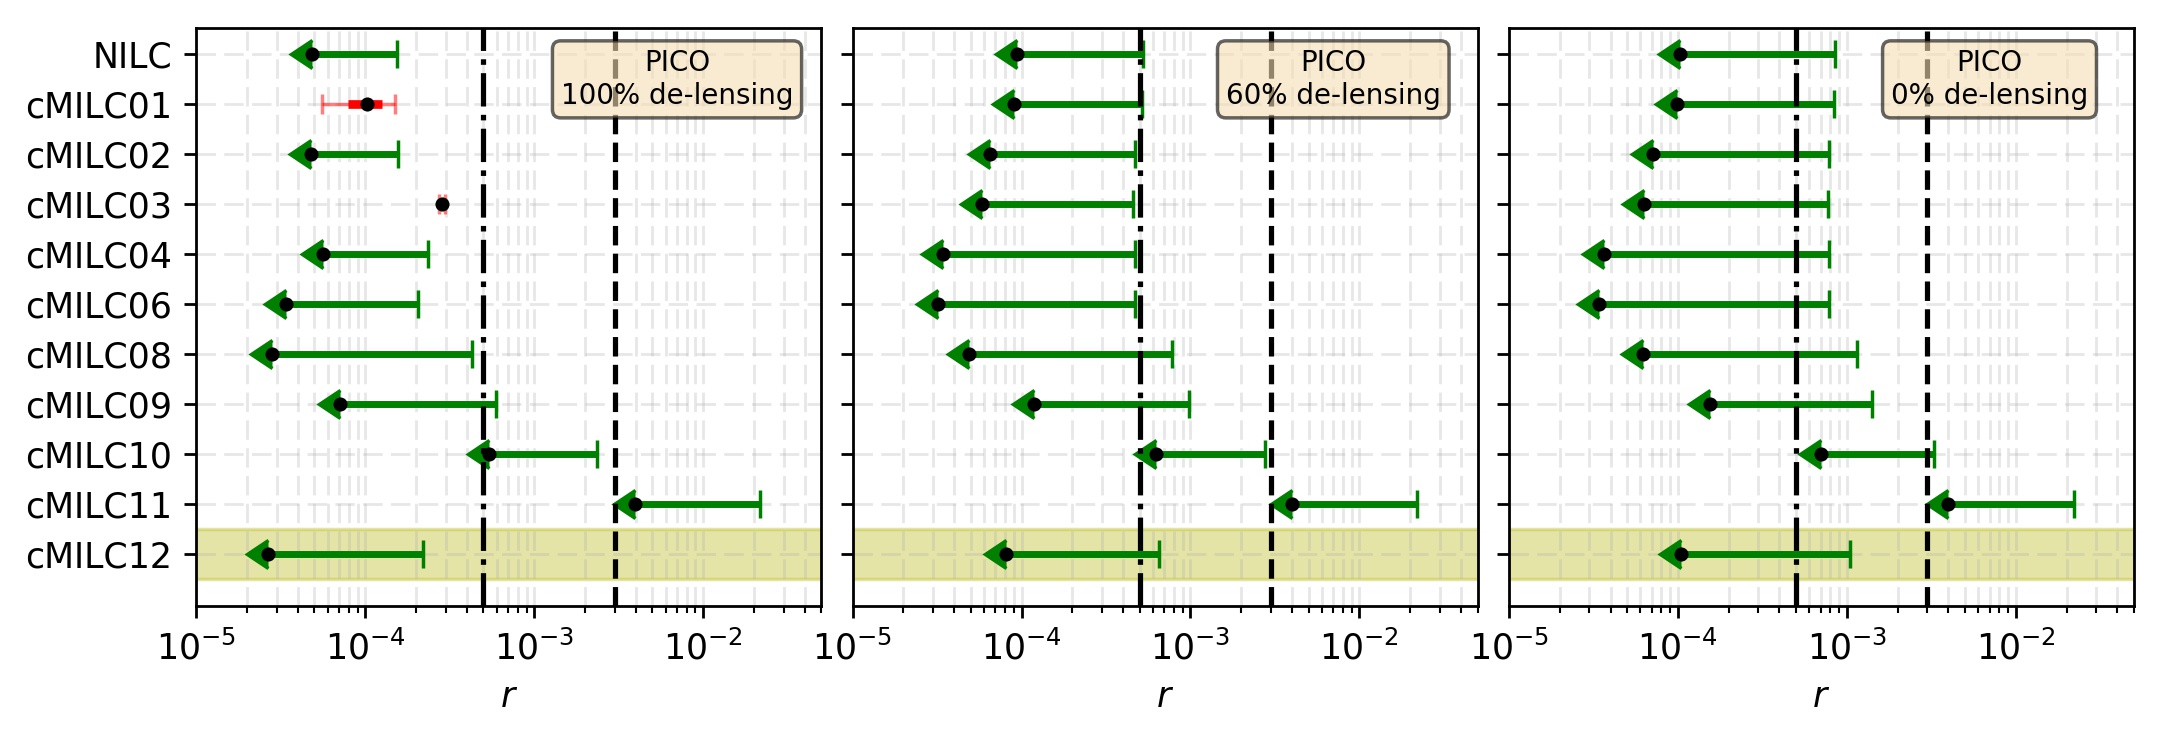 NILC
cMILC01
cMILC02
cMILC03
cMILC04
cMILC06
cMILC08
cMILC09
cMILC10
cMILC11
cMILC12
PICO
100% de-lensing
PICO
60% de-lensing
PICO
0% de-lensing
10⁻⁵ 10⁻⁴ 10⁻³ 10⁻² 10⁻⁵ 10⁻⁴ 10⁻³ 10⁻² 10⁻⁵ 10⁻⁴ 10⁻³ 10⁻²
r r r